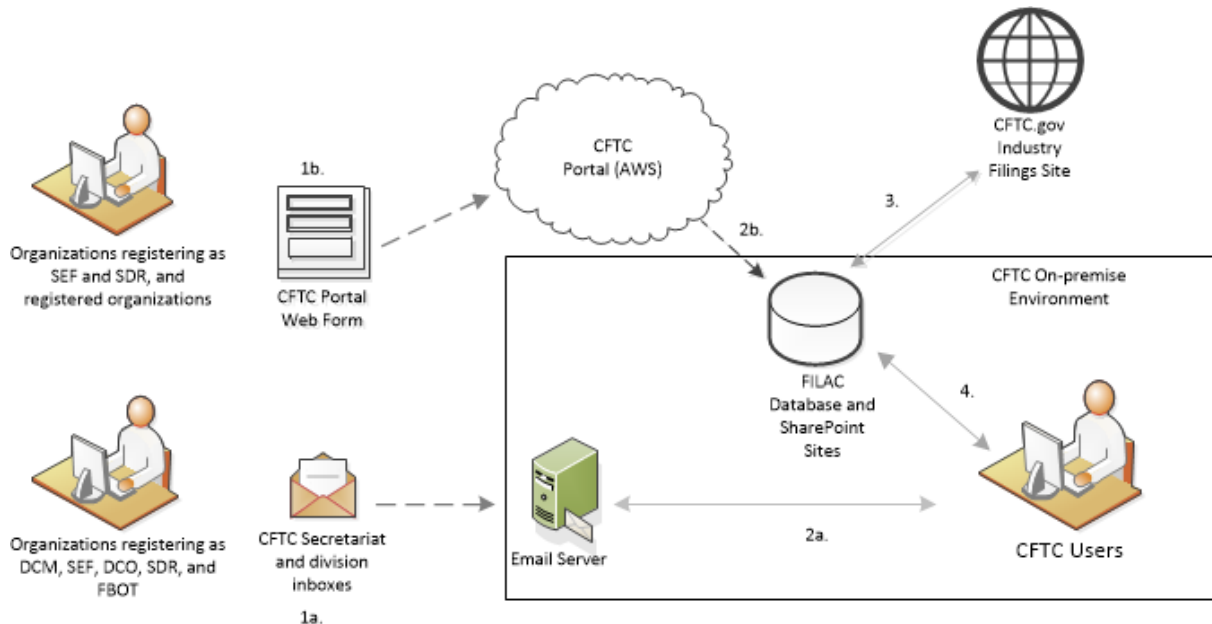 1b.
CFTC Portal
Web Form
Organizations registering as
SEF and SDR, and
registered organizations
CFTC
Portal (AWS)
2b.
3.
CFTC.gov
Industry
Filings Site
CFTC On-premise
Environment
FILAC
Database and
SharePoint
Sites
4.
Organizations registering as
DCM, SEF, DCO, SDR, and
FBOT
CFTC Secretariat
and division
inboxes
1a.
Email Server
2a.
CFTC Users